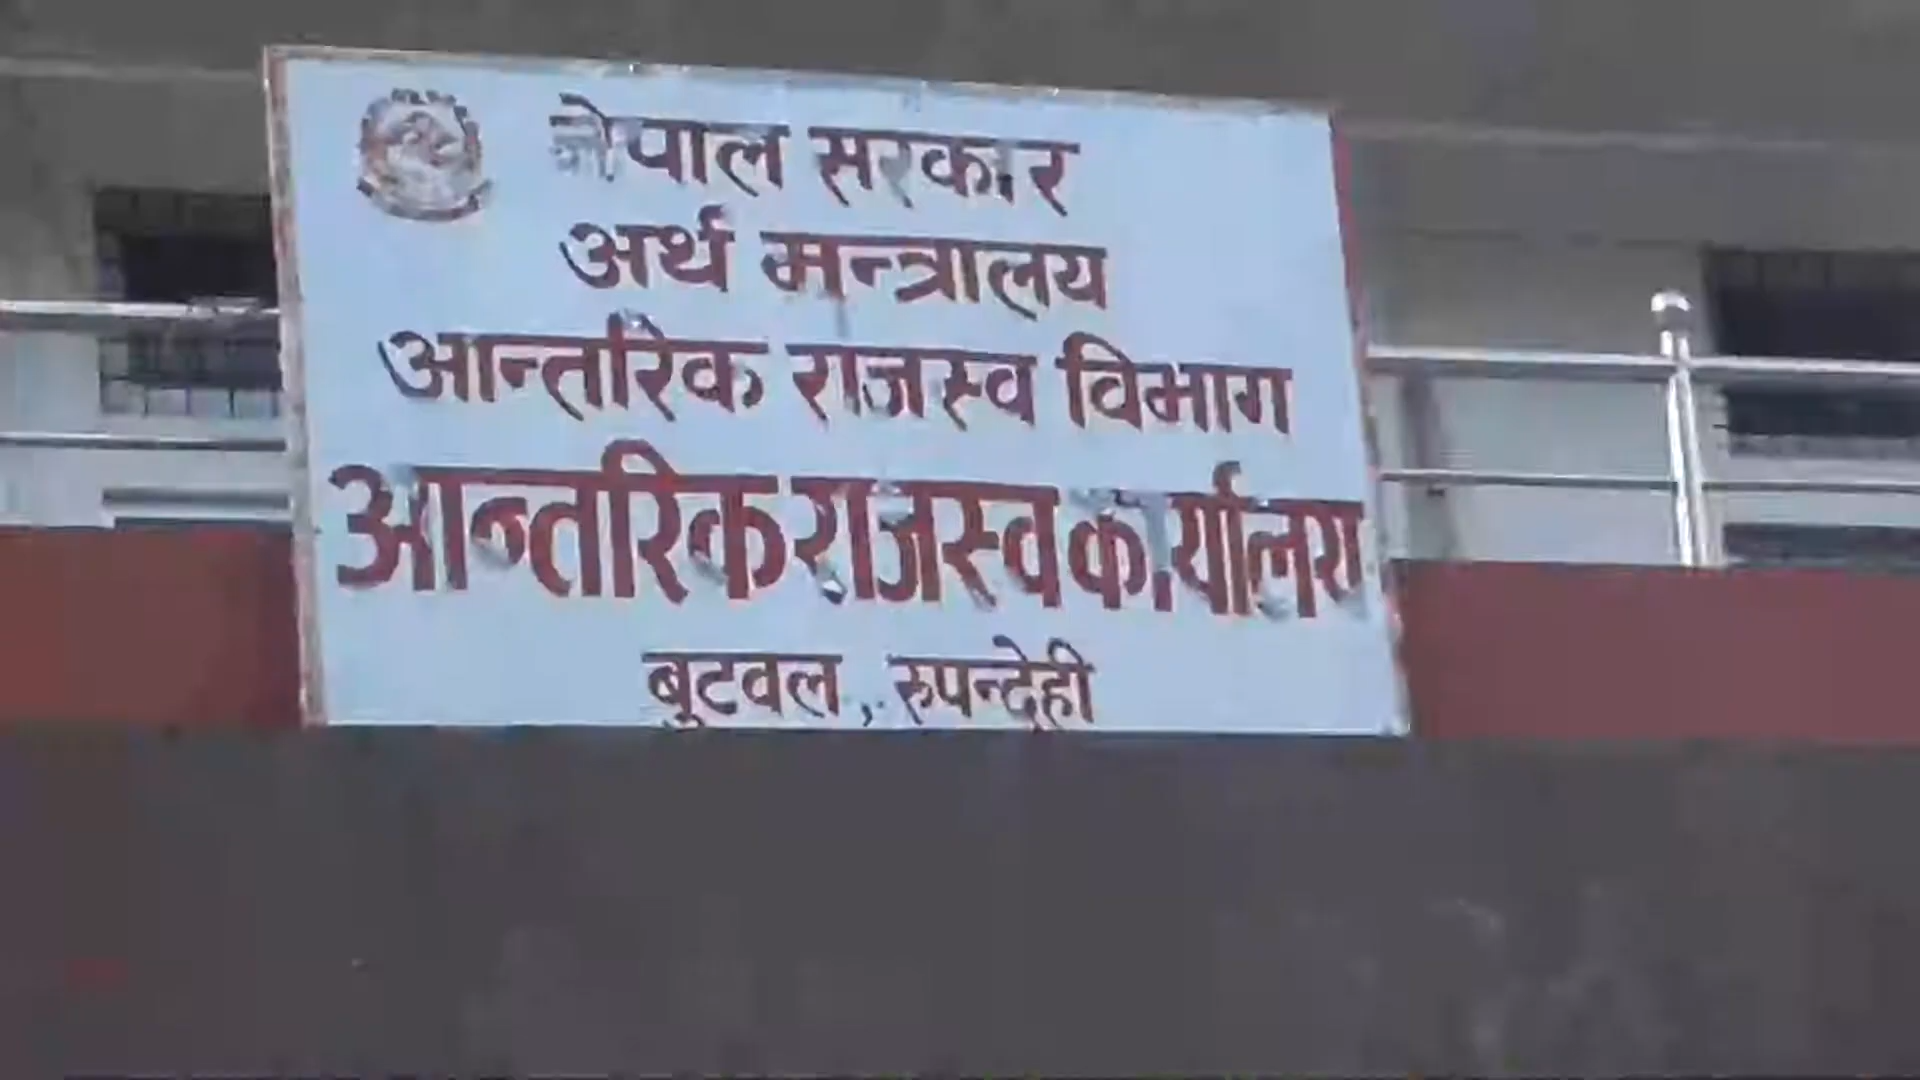 नेपाल सरकार
अर्थ मन्त्रालय
आन्तरिक राजस्व विभाग
आन्तरिक राजस्व कार्यालय
बुटवल, रुपन्देही